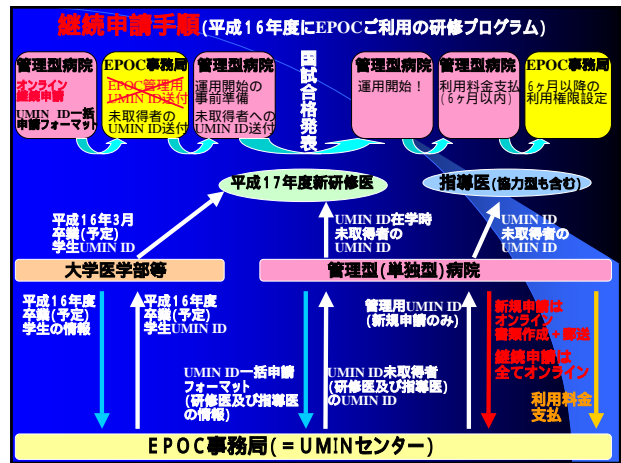 継続申請手順(平成16年度にEPOCご利用の研修プログラム)
管理型病院
オンライン
継続申請
UMIN ID一括
申請フォーマット
EPOC事務局
EPOC管理用
UMIN ID送付
未取得者の
UMIN ID送付
管理型病院
運用開始の
事前準備
未取得者への
UMIN ID送付
国試合格発表
管理型病院
運用開始！
管理型病院
利用料金支払
(6ヶ月以内)
EPOC事務局
6ヶ月以降の
利用権限設定
平成17年度新研修医
指導医(協力型も含む)
平成16年3月
卒業(予定)
学生UMIN ID
UMIN ID在学時
未取得者の
UMIN ID
UMIN ID
未取得者の
UMIN ID
大学医学部等
管理型(単独型)病院
平成16年度
卒業(予定)
学生の情報
平成16年度
卒業(予定)
学生UMIN ID
UMIN ID一括申請
フォーマット
(研修医及び指導医
の情報)
管理用UMIN ID
(新規申請のみ)
UMIN ID未取得者
(研修医及び指導医)
のUMIN ID
新規申請は
オンライン
書類作成＋郵送
継続申請は
全てオンライン
利用料金
支払
EPOC事務局(＝UMINセンター)